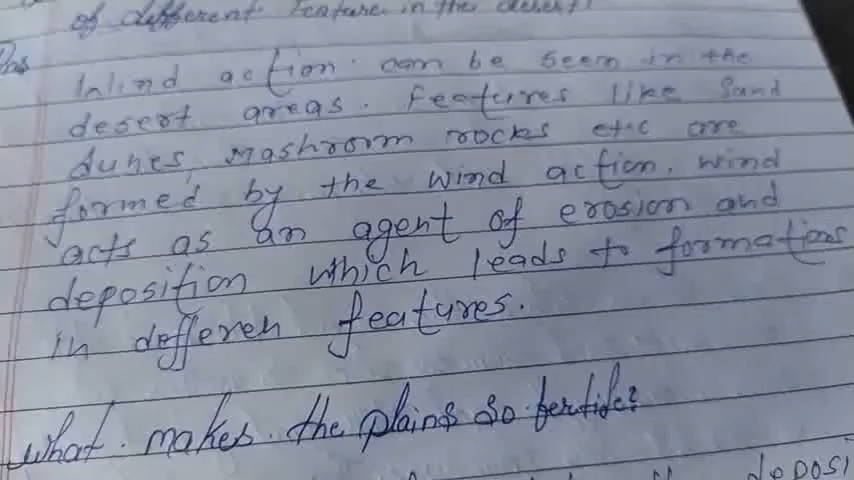 of different feature in the desert?
Ans
Wind action. can be seem in the
desert areas. Features like Sand
dunes, mashroom rocks etc are
formed by the wind action. wind
acts as an agent of erosion and
deposition which leads to formations
in differen features.
what. makes. the plains so. fertile?
deposi